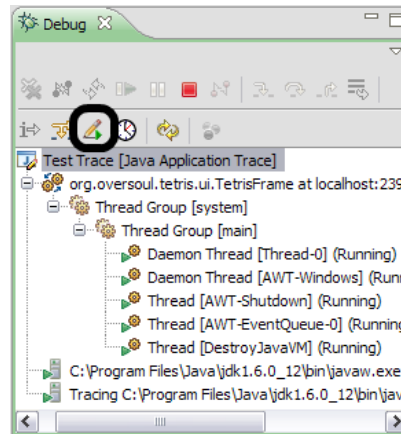 Debug
Test Trace [Java Application Trace]
org.oversoul.tetris.ui.TetrisFrame at localhost:239
Thread Group [system]
Thread Group [main]
Daemon Thread [Thread-0] (Running)
Daemon Thread [AWT-Windows] (Run
Thread [AWT-Shutdown] (Running)
Thread [AWT-EventQueue-0] (Running
Thread [DestroyJavaVM] (Running)
C:\Program Files\Java\jdk1.6.0_12\bin\javaw.exe
Tracing C:\Program Files\Java\jdk1.6.0_12\bin\jav